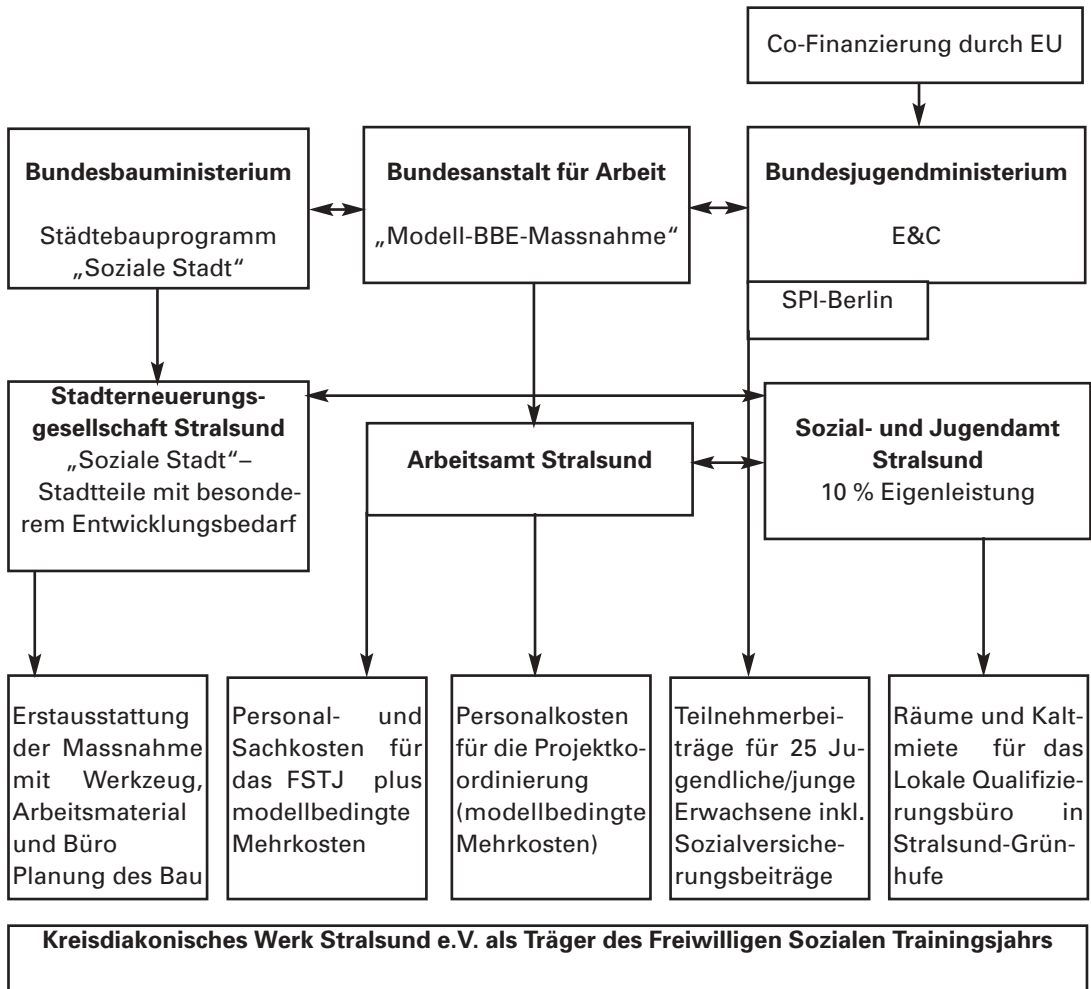 Co-Finanzierung durch EU
Bundesbauministerium
Städtebauprogramm
„Soziale Stadt“
Bundesanstalt für Arbeit
„Modell-BBE-Massnahme“
Bundesjugendministerium
E&C
SPI-Berlin
Stadterneuerungs-
gesellschaft Stralsund
„Soziale Stadt“–
Stadtteile mit besonde-
rem Entwicklungsbedarf
Arbeitsamt Stralsund
Sozial- und Jugendamt
Stralsund
10 % Eigenleistung
Erstausstattung
der Massnahme
mit Werkzeug,
Arbeitsmaterial
und Büro
Planung des Bau
Personal- und
Sachkosten für
das FSTJ plus
modellbedingte
Mehrkosten
Personalkosten
für die Projektko-
ordinierung
(modellbedingte
Mehrkosten)
Teilnehmerbei-
träge für 25 Ju-
gendliche/junge
Erwachsene inkl.
Sozialversiche-
rungsbeiträge
Räume und Kalt-
miete für das
Lokale Qualifizie-
rungsbüro in
Stralsund-Grün-
hufe
Kreisdiakonisches Werk Stralsund e.V. als Träger des Freiwilligen Sozialen Trainingsjahrs